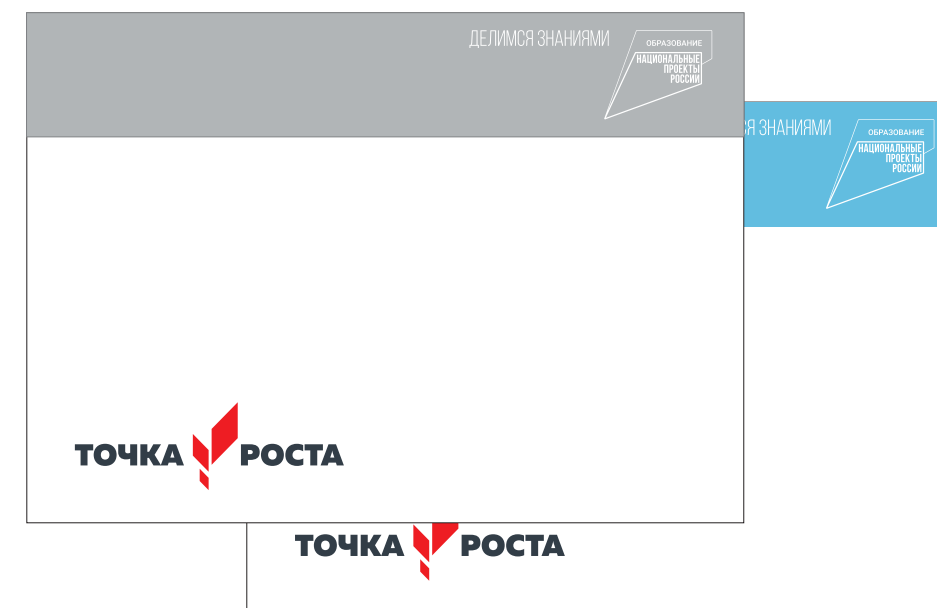 ДЕЛИМСЯ ЗНАНИЯМИ
ОБРАЗОВАНИЕ
НАЦИОНАЛЬНЫЕ
ПРОЕКТЫ
РОССИИ
Я ЗНАНИЯМИ
ОБРАЗОВАНИЕ
НАЦИОНАЛЬНЫЕ
ПРОЕКТЫ
РОССИИ
ТОЧКА РОСТА
ТОЧКА РОСТА